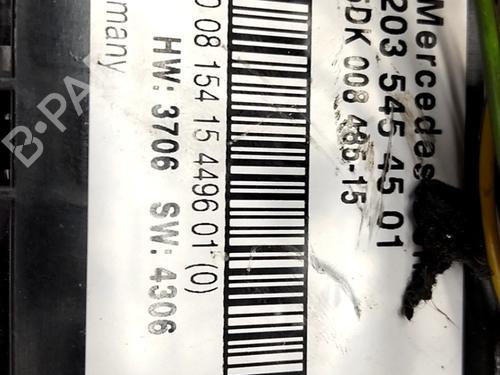 Mercedes
203 545 45 01
5DK 008 485-15
0 08 154 15 4496 01 (0)
HW: 3706 SW: 4306
many
B-PA